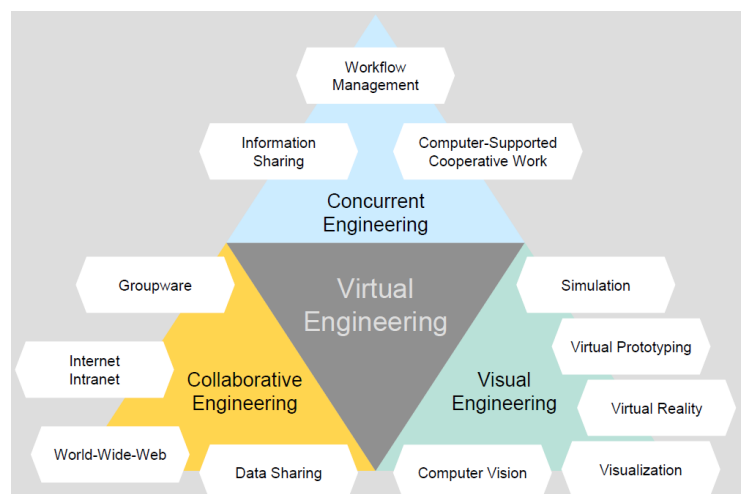 Workflow
Management
Information
Sharing
Computer-Supported
Cooperative Work
Concurrent
Engineering
Groupware
Virtual
Engineering
Simulation
Internet
Intranet
Virtual Prototyping
Collaborative
Engineering
Visual
Engineering
Virtual Reality
World-Wide-Web
Data Sharing
Computer Vision
Visualization